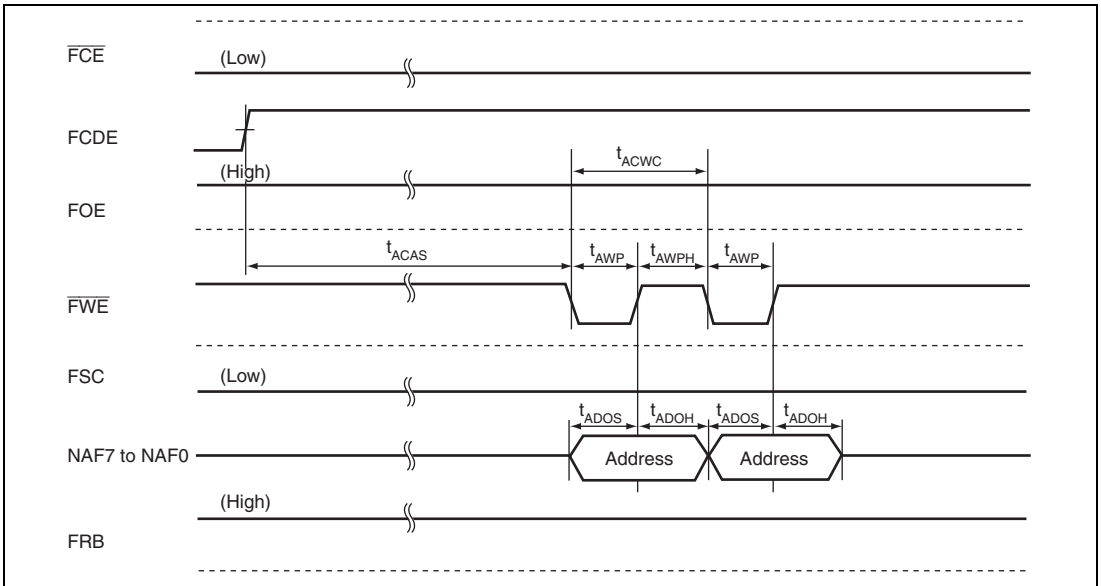 FCE
(Low)
FCDE
(High)
tACWC
FOE
tACAS
tAWP
tAWPH
tAWP
FWE
FSC
(Low)
tADOS
tADOH
tADOS
tADOH
NAF7 to NAF0
Address
Address
(High)
FRB